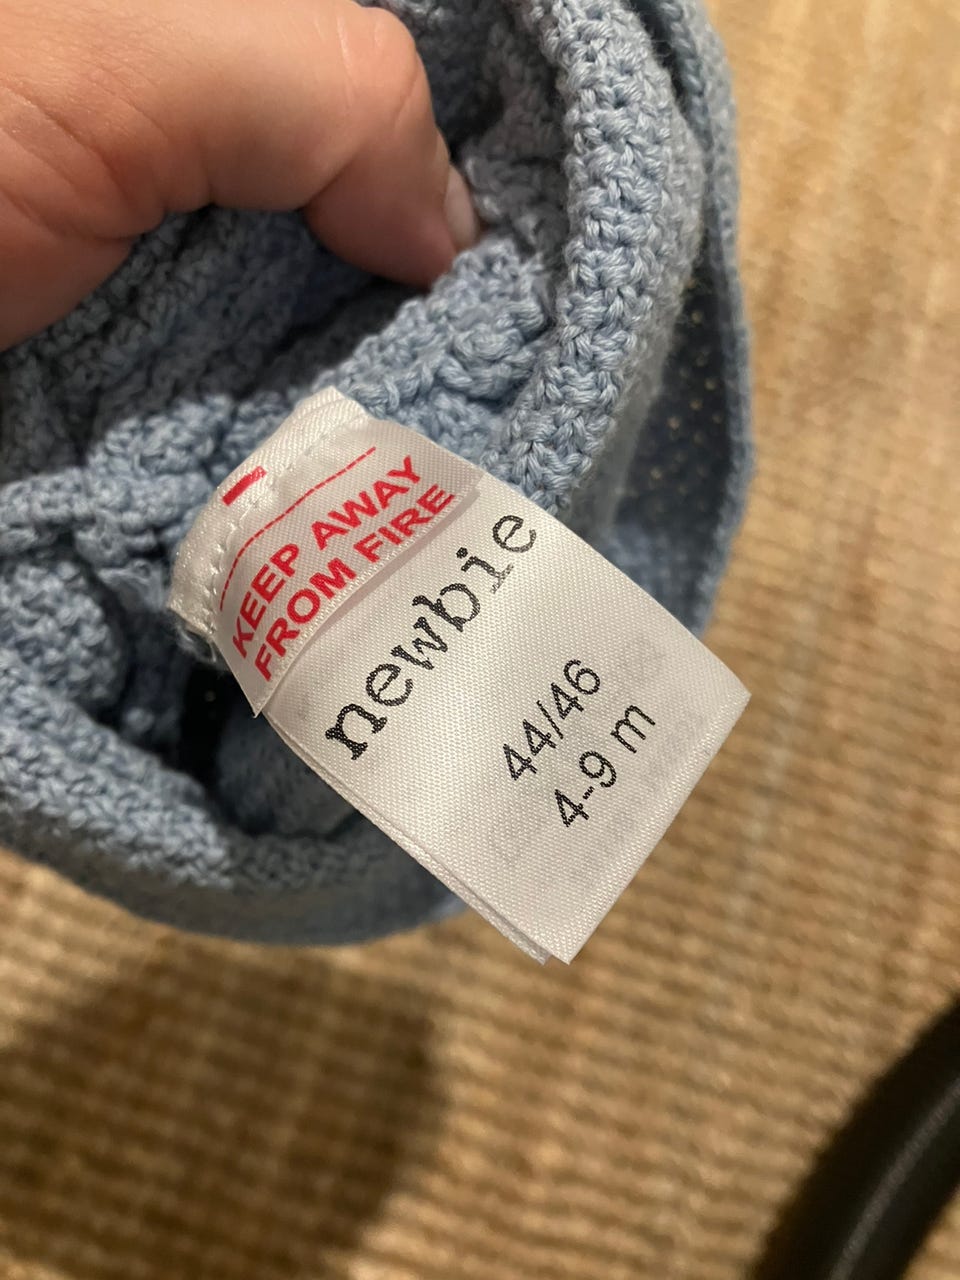 KEEP AWAY
FROM FIRE
newbie
44/46
4-9 m